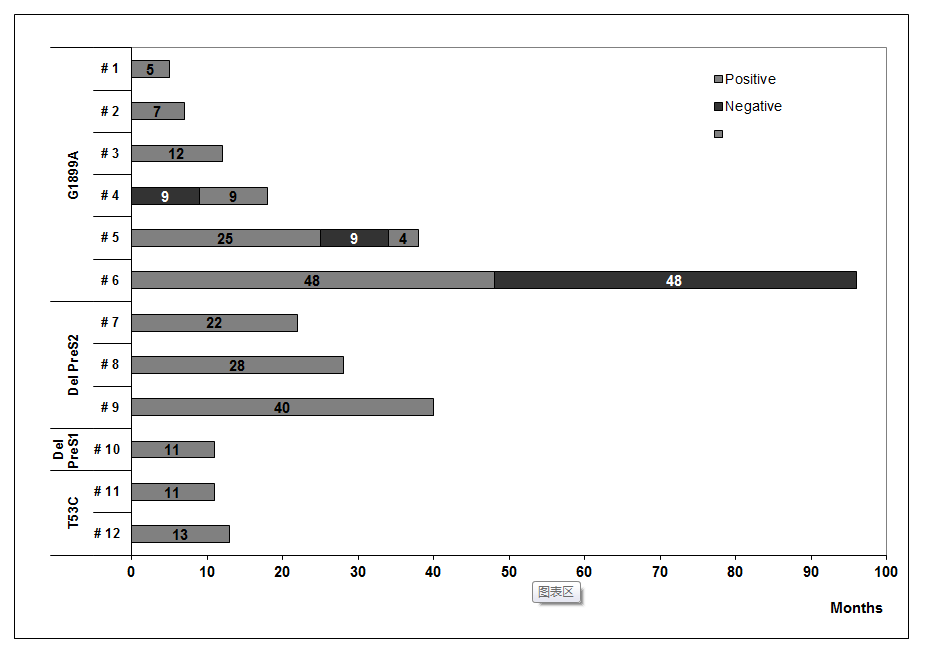 Positive
Negative
G1899A
# 1
5
# 2
7
# 3
12
# 4
9 9
# 5
25 9 4
# 6
48 48
Del PreS2
# 7
22
# 8
28
# 9
40
Del
PreS1
# 10
11
T53C
# 11
11
# 12
13
0 10 20 30 40 50 60 70 80 90 100
图表区
Months